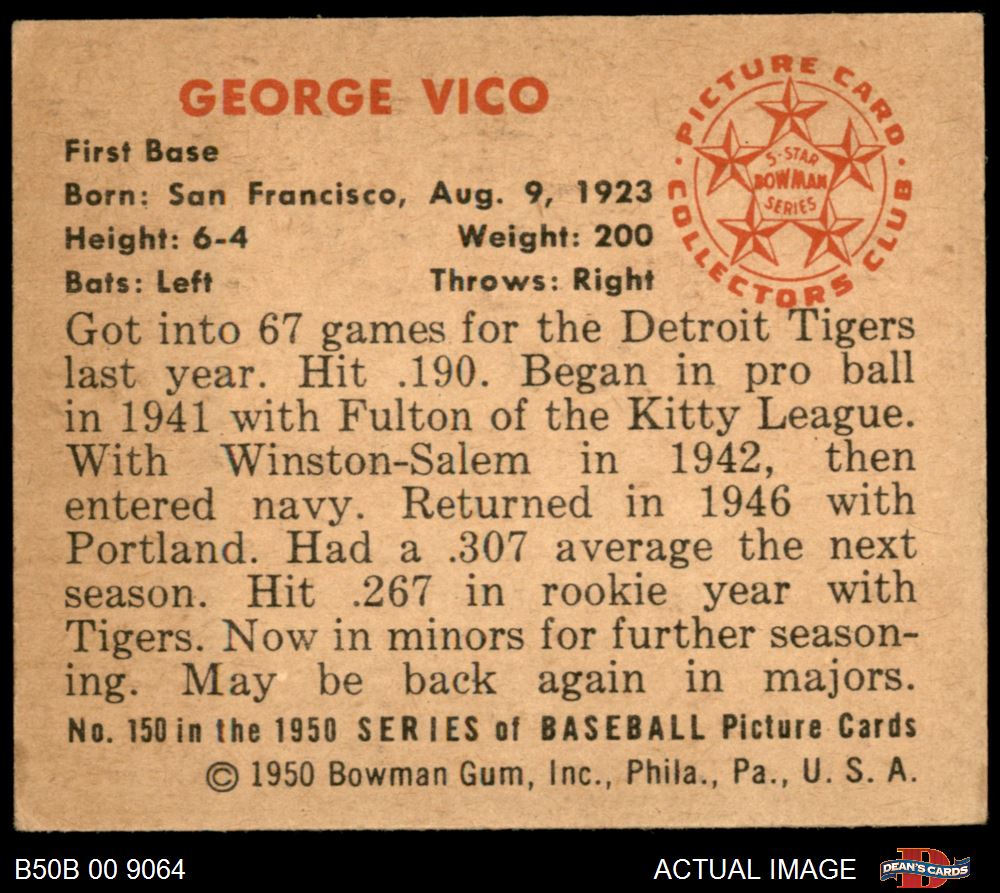 GEORGE VICO
First Base
Born: San Francisco, Aug. 9, 1923
Height: 6-4 Weight: 200
Bats: Left Throws: Right
PICTURE CARD
COLLECTORS CLUB
5-STAR
BOWMAN
SERIES
Got into 67 games for the Detroit Tigers
last year. Hit .190. Began in pro ball
in 1941 with Fulton of the Kitty League.
With Winston-Salem in 1942, then
entered navy. Returned in 1946 with
Portland. Had a .307 average the next
season. Hit .267 in rookie year with
Tigers. Now in minors for further season-
ing. May be back again in majors.
No. 150 in the 1950 SERIES of BASEBALL Picture Cards
© 1950 Bowman Gum, Inc., Phila., Pa., U. S. A.
B50B 00 9064
ACTUAL IMAGE
DEAN'S CARDS